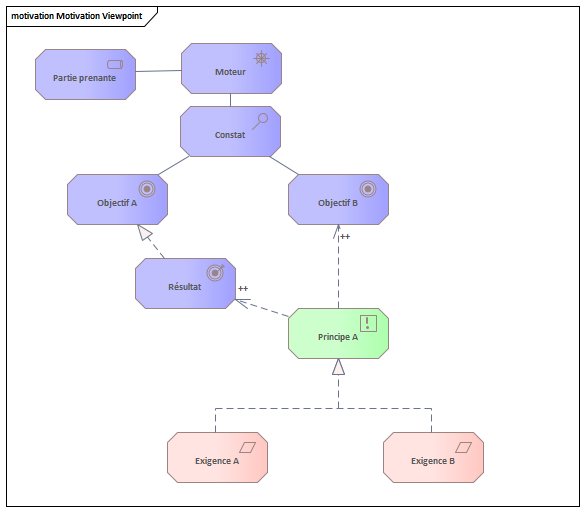 motivation Motivation Viewpoint
Partie prenante
Moteur
Constat
Objectif A
Objectif B
++
Résultat
++
Principe A
Exigence A
Exigence B